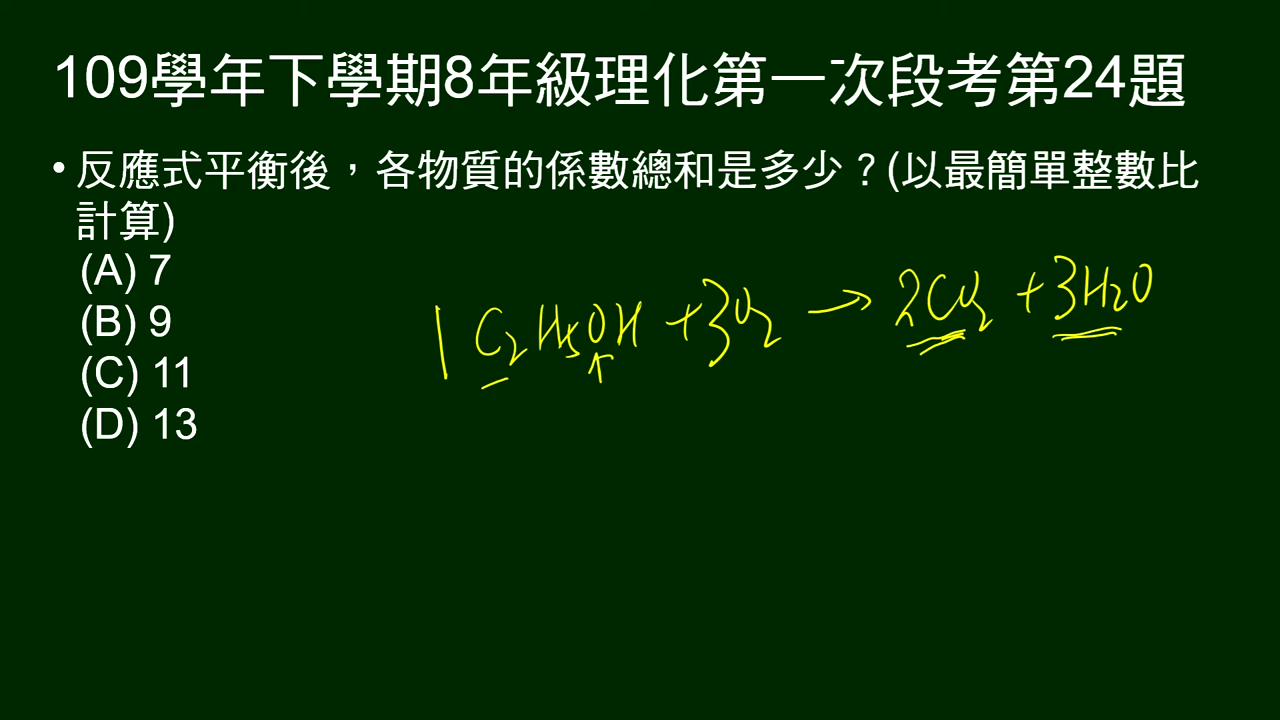 109學年下學期8年級理化第一次段考第24題
• 反應式平衡後，各物質的係數總和是多少？(以最簡單整數比
計算)
(A) 7
(B) 9
(C) 11
(D) 13
1 C₂H₅OH + 3O₂ → 2CO₂ + 3H₂O